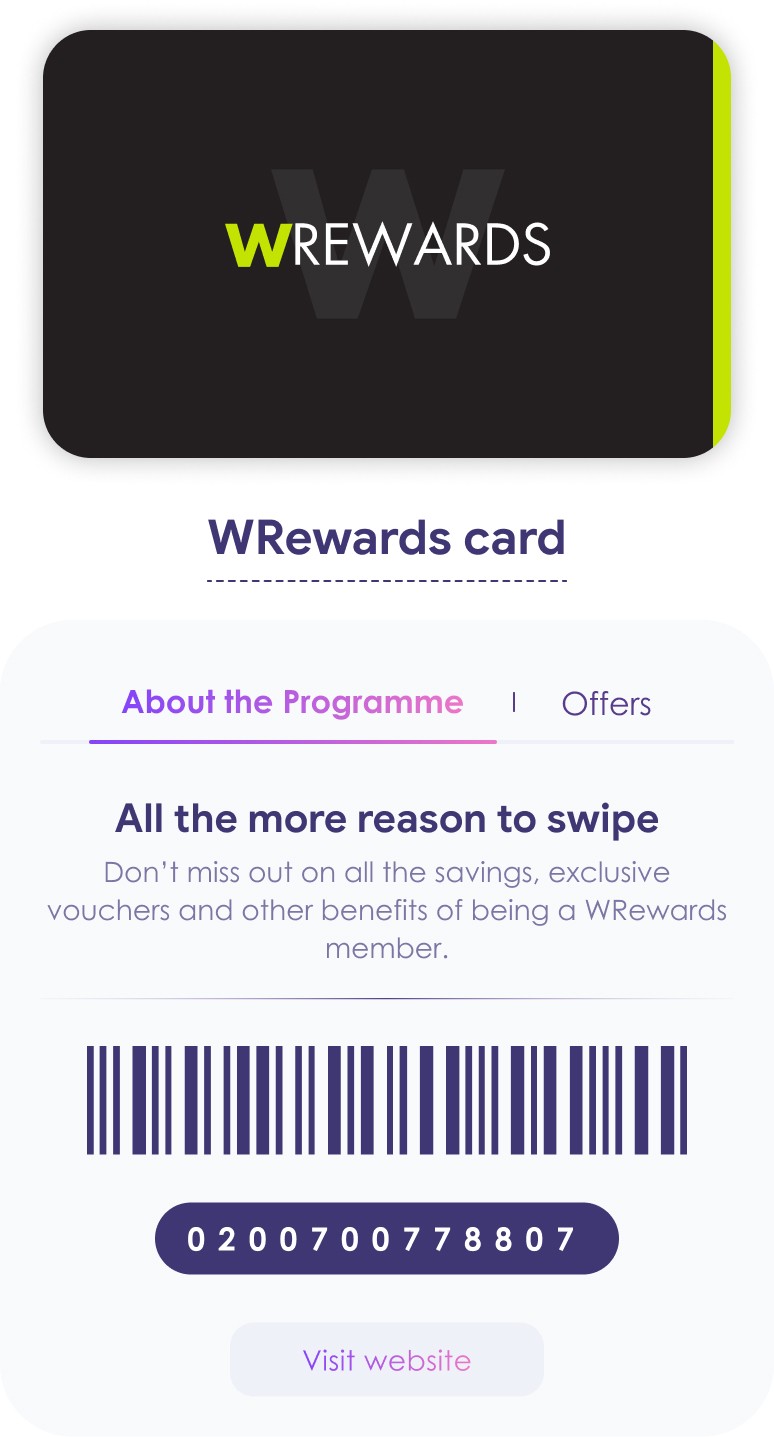 WREWARDS
WRewards card
About the Programme | Offers
All the more reason to swipe
Don’t miss out on all the savings, exclusive
vouchers and other benefits of being a WRewards
member.
0200700778807
Visit website